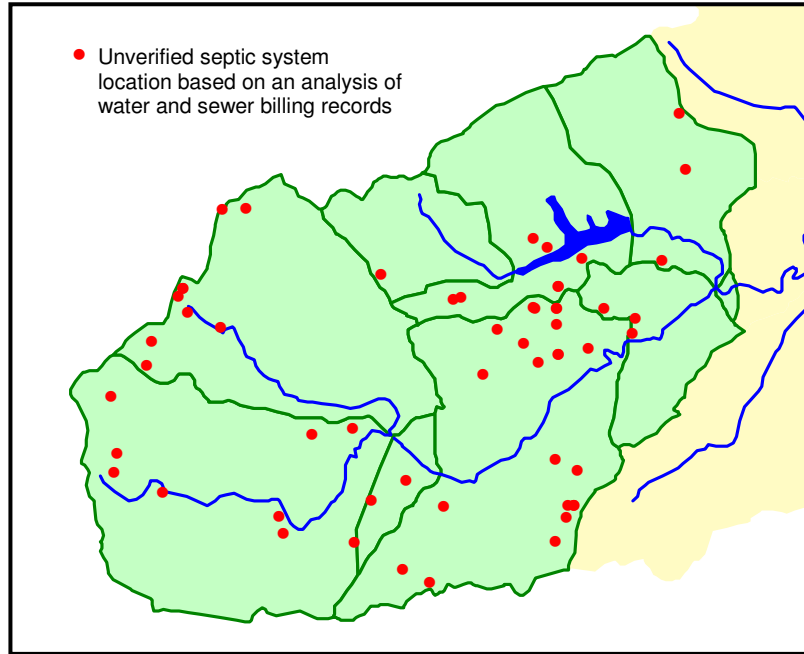 Unverified septic system
location based on an analysis of
water and sewer billing records